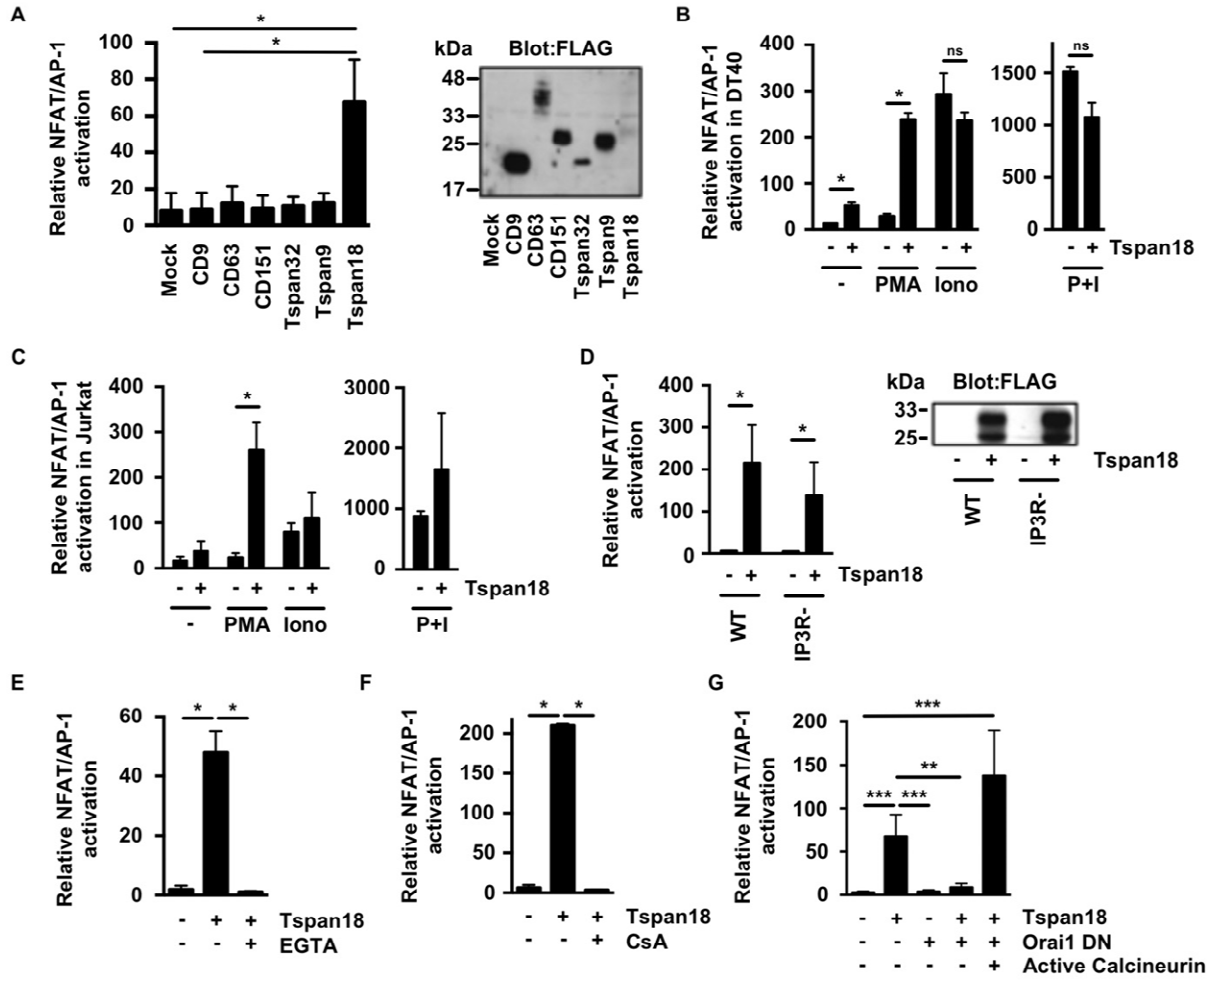 A
Relative NFAT/AP-1
activation
100
80
60
40
20
0
*
*
Mock
CD9
CD63
CD151
Tspan32
Tspan9
Tspan18
kDa
Blot:FLAG
48
33
25
17
Mock
CD9
CD63
CD151
Tspan32
Tspan9
Tspan18
B
Relative NFAT/AP-1
activation in DT40
400
300
200
100
0
*
*
ns
- + - + - +
- PMA Iono
1500
1000
500
0
ns
- + Tspan18
P+I
C
Relative NFAT/AP-1
activation in Jurkat
400
300
200
100
0
*
- + - + - +
- PMA Iono
3000
2000
1000
0
- + Tspan18
P+I
D
Relative NFAT/AP-1
activation
400
300
200
100
0
*
*
- + - + Tspan18
WT
IP3R-
kDa
Blot:FLAG
33
25
- + - + Tspan18
WT
IP3R-
E
Relative NFAT/AP-1
activation
60
40
20
0
* *
- + + Tspan18
- - + EGTA
F
Relative NFAT/AP-1
activation
200
150
100
50
0
* *
- + + Tspan18
- - + CsA
G
Relative NFAT/AP-1
activation
200
150
100
50
0
***
**
*** ***
- + - + + Tspan18
- - + + + Orai1 DN
- - - - + Active Calcineurin